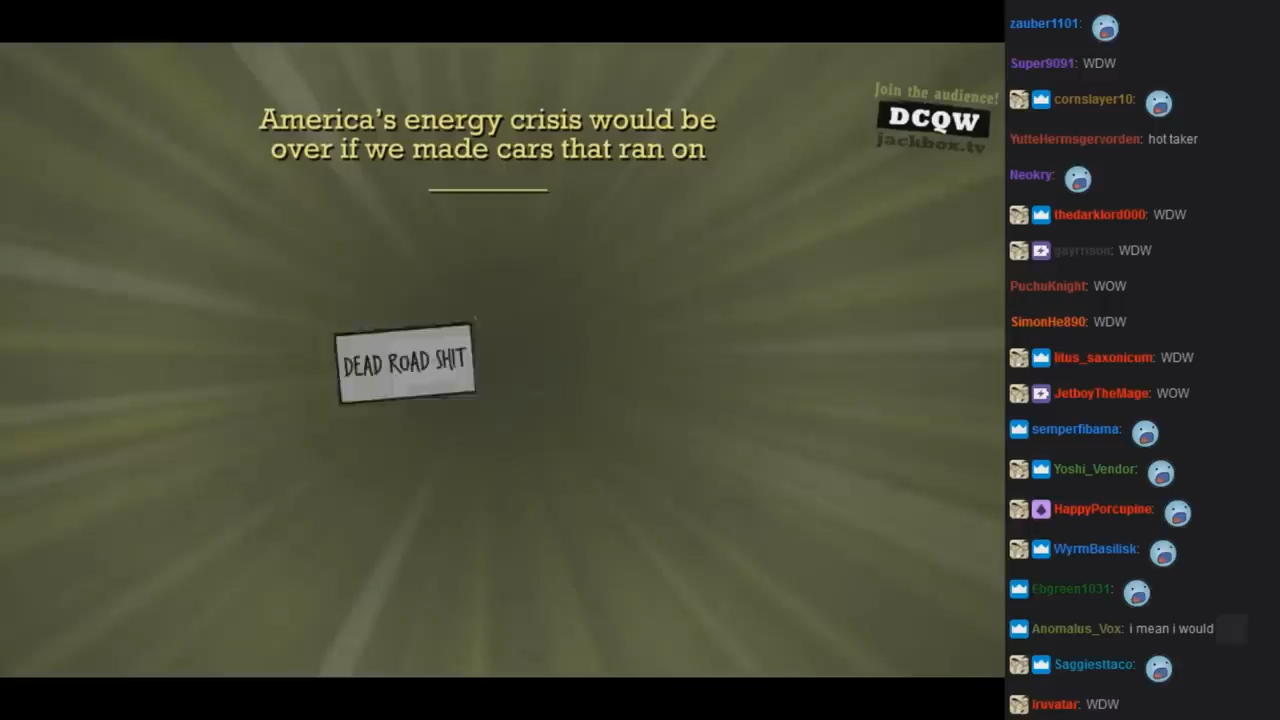 America's energy crisis would be
over if we made cars that ran on
Join the audience!
DCQW
jackbox.tv
DEAD ROAD SHIT
zauber1101:
Super9091: WDW
cornslayer10:
YutteHermsgervorden: hot taker
Neokry:
thedarklord000: WDW
gayrrison: WDW
PuchuKnight: WOW
SimonHe890: WDW
litus_saxonicum: WDW
JetboyTheMage: WOW
semperfibama:
Yoshi_Vendor:
HappyPorcupine:
WyrmBasilisk:
Ebgreen1031:
Anomalus_Vox: i mean i would
Saggiesttaco:
Iruvatar: WDW